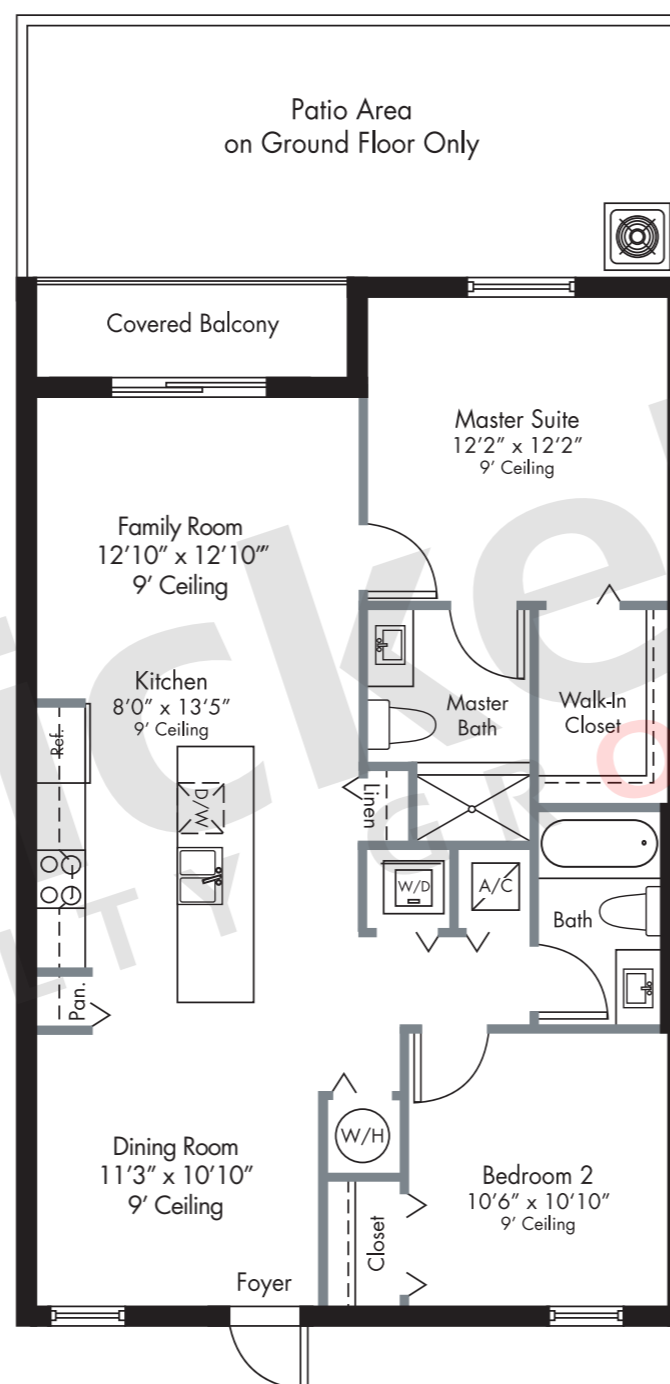 Patio Area
on Ground Floor Only
Covered Balcony
Master Suite
12'2" x 12'2"
9' Ceiling
Family Room
12'10" x 12'10'"
9' Ceiling
Kitchen
8'0" x 13'5"
9' Ceiling
Ref.
D/W
Pan.
Master
Bath
Walk-In
Closet
Linen
W/D
A/C
Bath
W/H
Dining Room
11'3" x 10'10"
9' Ceiling
Bedroom 2
10'6" x 10'10"
9' Ceiling
Closet
Foyer
icke
LTY GRO